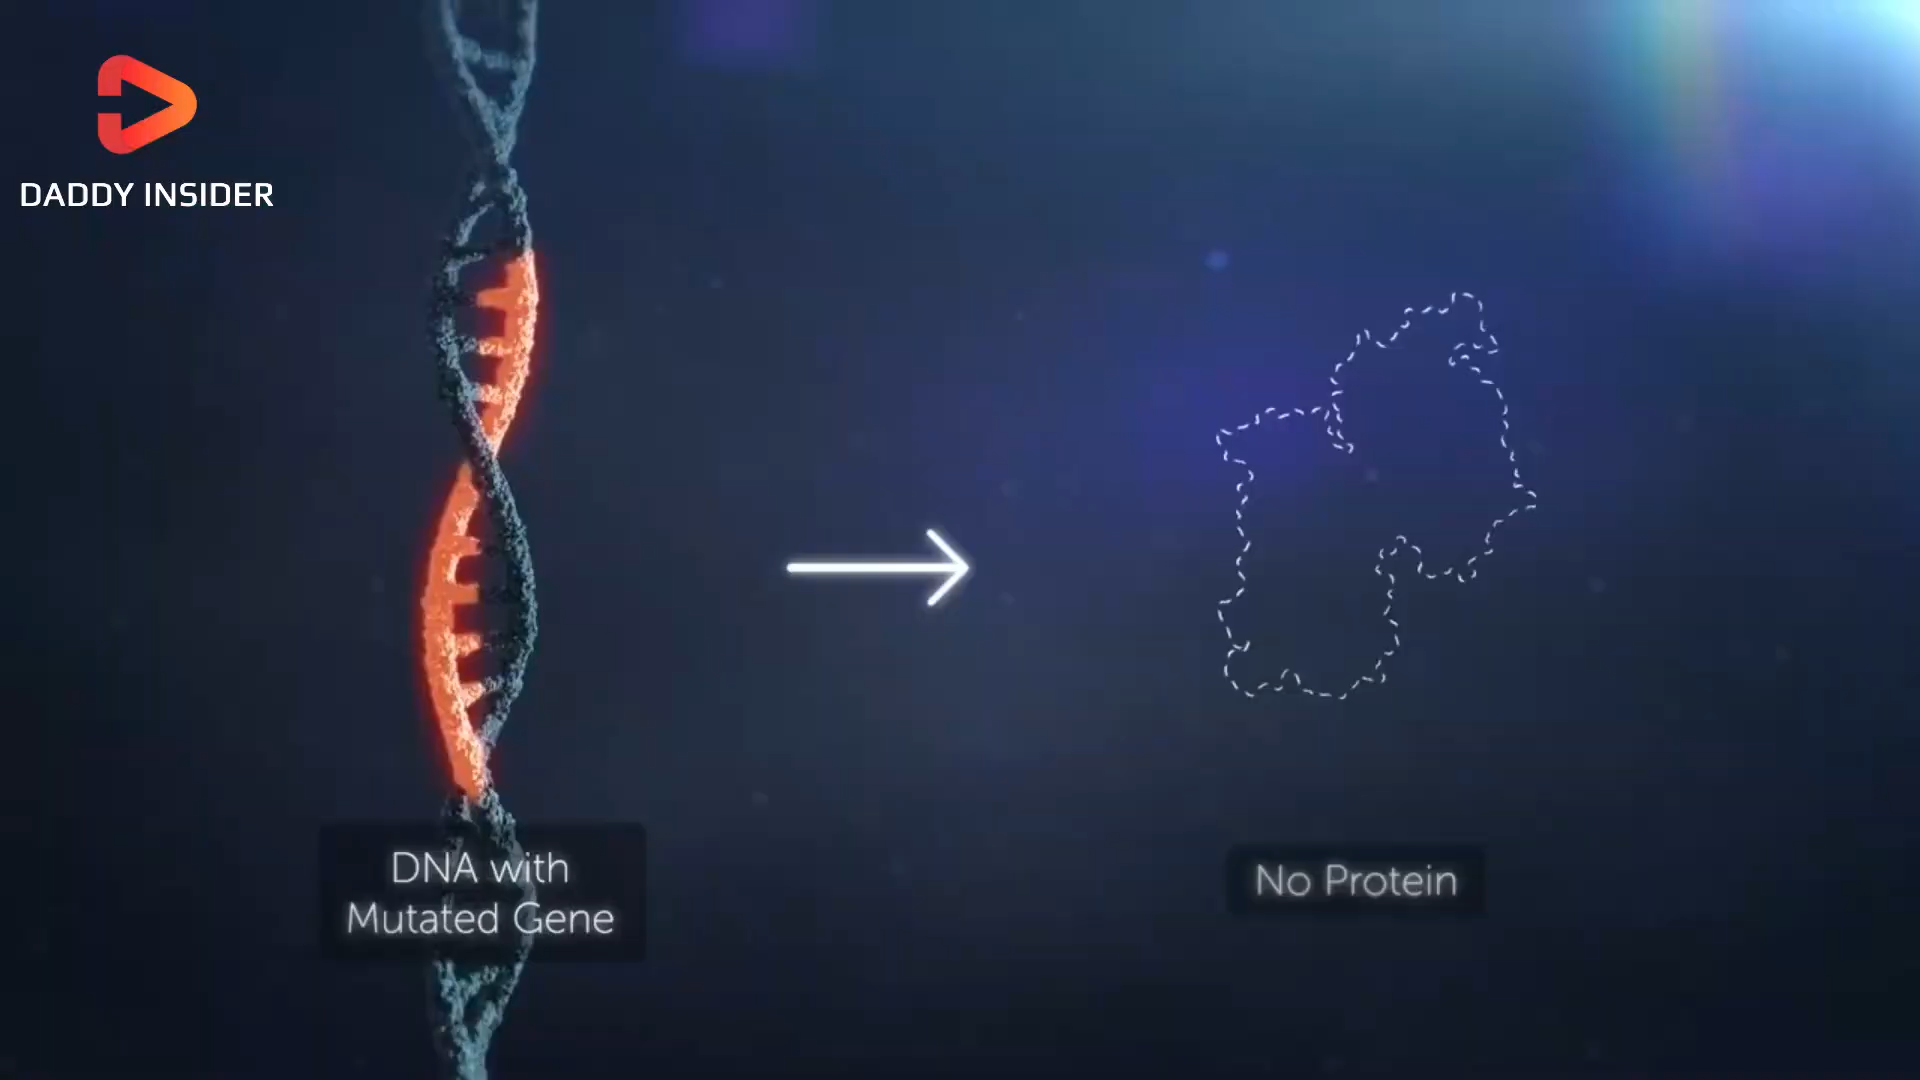 DADDY INSIDER
DNA with
Mutated Gene
No Protein